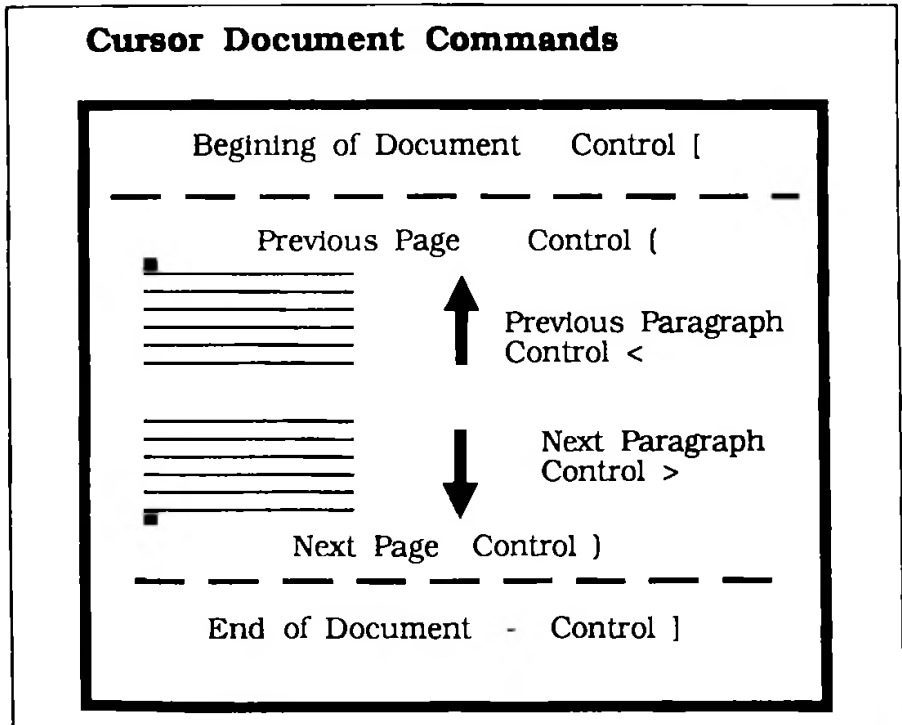 Cursor Document Commands
Begining of Document Control [
Previous Page Control (
Previous Paragraph
Control <
Next Paragraph
Control >
Next Page Control )
End of Document - Control ]